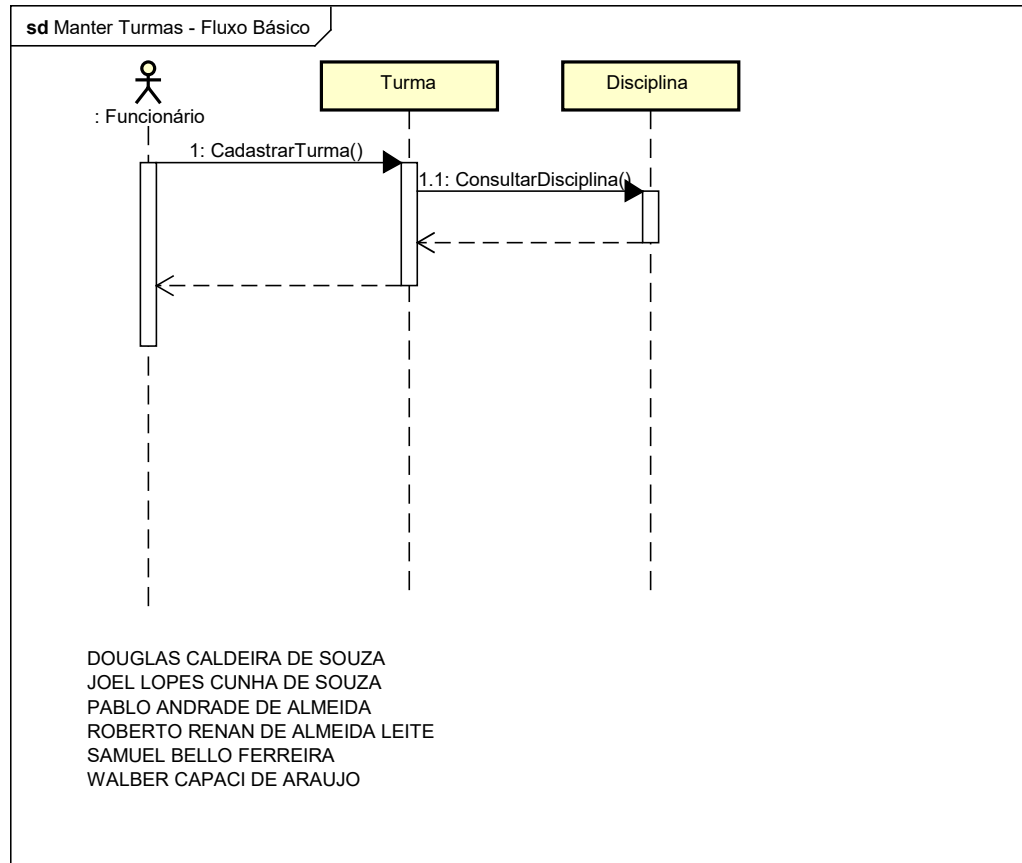 sd Manter Turmas - Fluxo Básico
Turma
Disciplina
: Funcionário
1: CadastrarTurma()
1.1: ConsultarDisciplina()
DOUGLAS CALDEIRA DE SOUZA
JOEL LOPES CUNHA DE SOUZA
PABLO ANDRADE DE ALMEIDA
ROBERTO RENAN DE ALMEIDA LEITE
SAMUEL BELLO FERREIRA
WALBER CAPACI DE ARAUJO